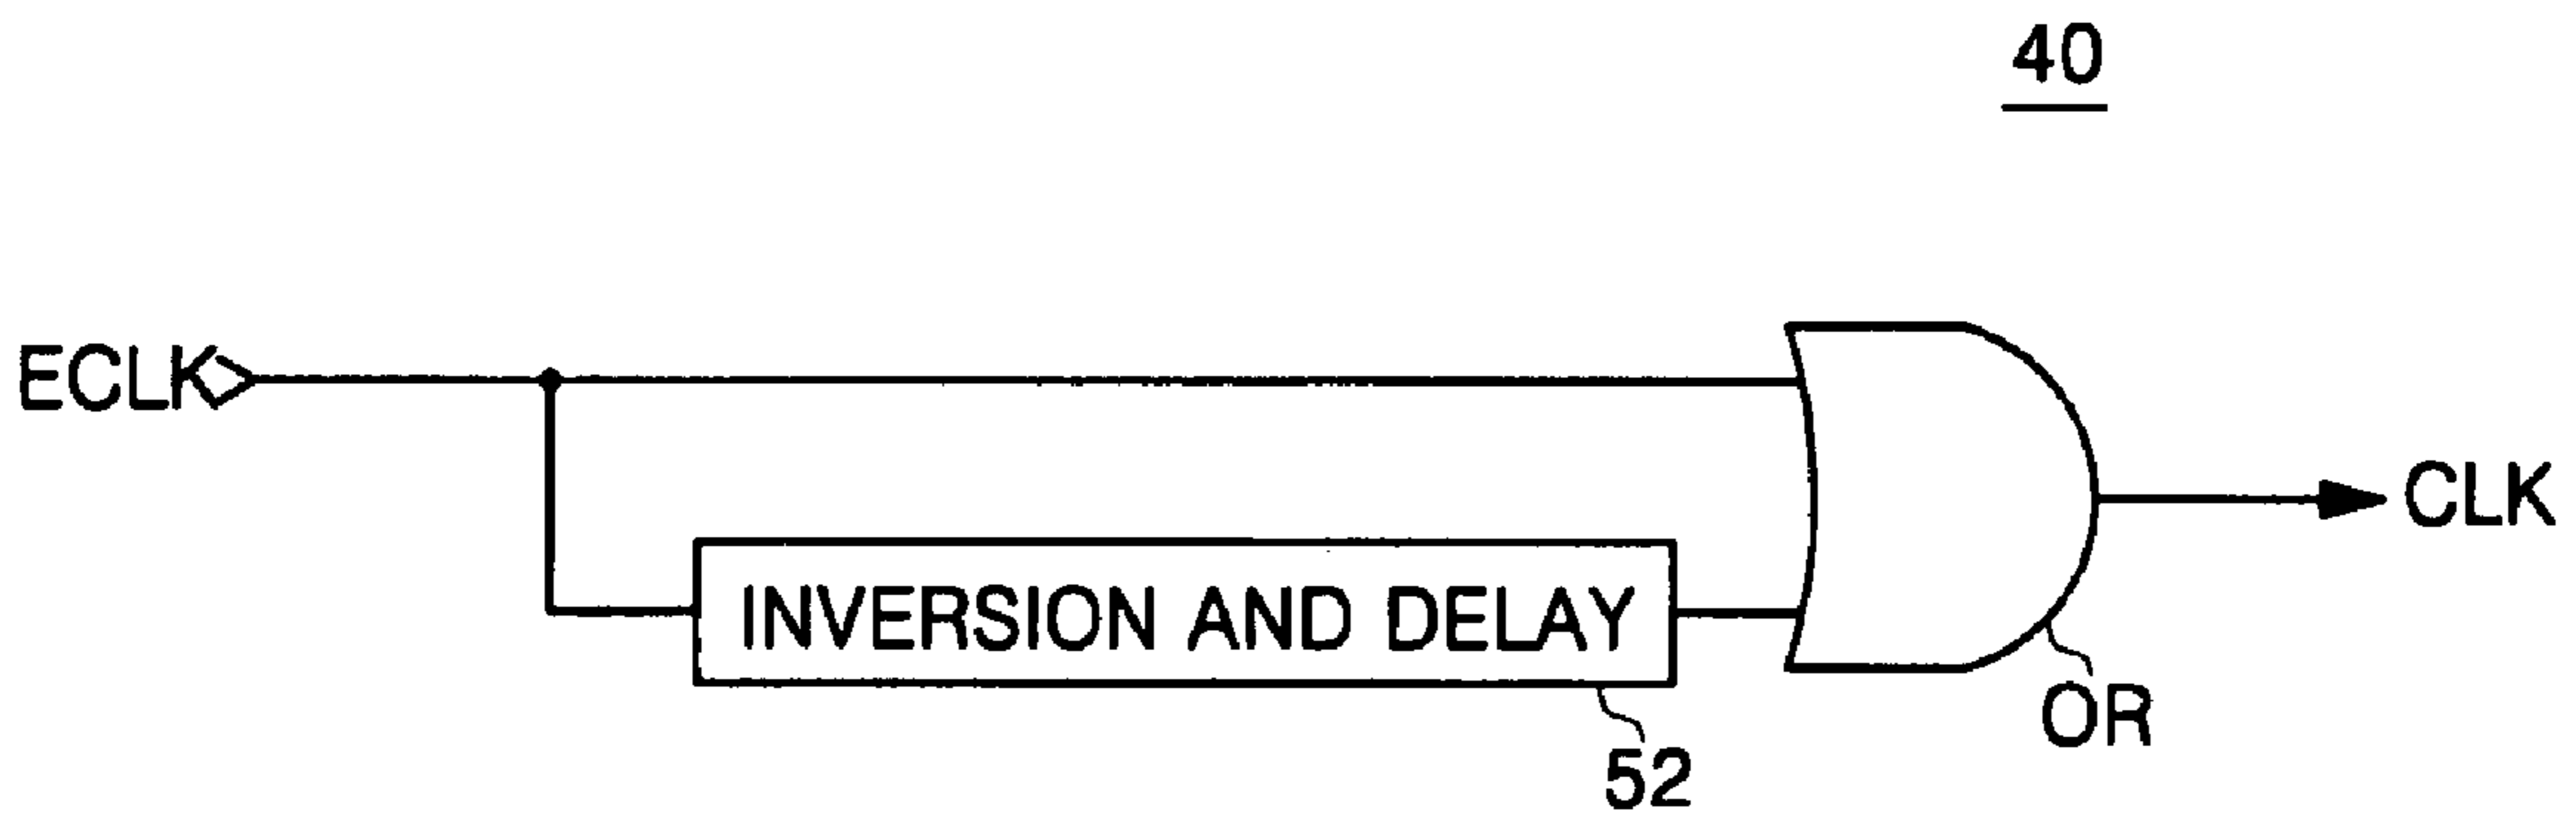 40
ECLK
INVERSION AND DELAY
CLK
OR
52